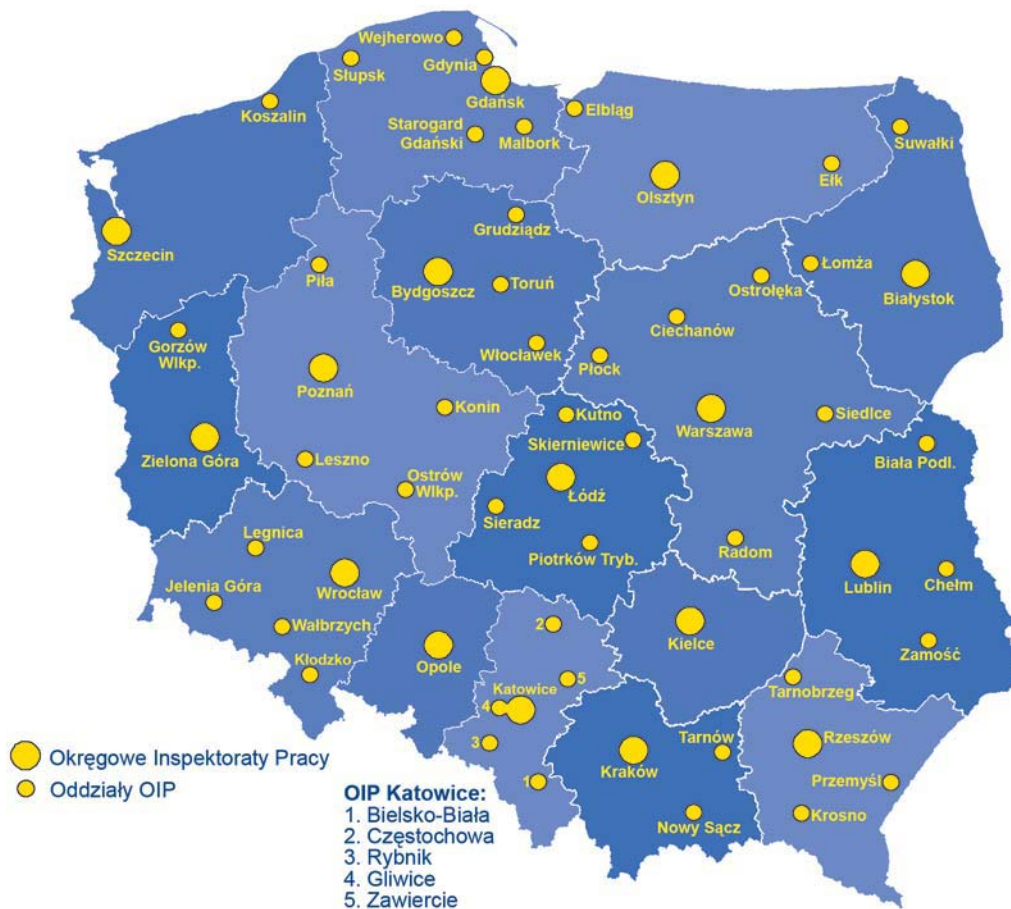 Wejherowo
Słupsk
Gdynia
Gdańsk
Koszalin
Elbląg
Starogard
Gdański
Malbork
Suwałki
Ełk
Olsztyn
Grudziądz
Szczecin
Piła
Bydgoszcz
Toruń
Łomża
Ostrołęka
Białystok
Ciechanów
Gorzów
Wlkp.
Włocławek
Płock
Poznań
Konin
Kutno
Siedlce
Warszawa
Skierniewice
Zielona Góra
Leszno
Biała Podl.
Ostrów
Wlkp.
Łódź
Sieradz
Legnica
Radom
Piotrków Tryb.
Jelenia Góra
Wrocław
Lublin
Chełm
Wałbrzych
2
Kielce
Zamość
Kłodzko
Opole
5
Katowice
Tarnobrzeg
4
3
Tarnów
Rzeszów
Kraków
1
Przemyśl
Nowy Sącz
Krosno
Okręgowe Inspektoraty Pracy
Oddziały OIP
OIP Katowice:
1. Bielsko-Biała
2. Częstochowa
3. Rybnik
4. Gliwice
5. Zawiercie